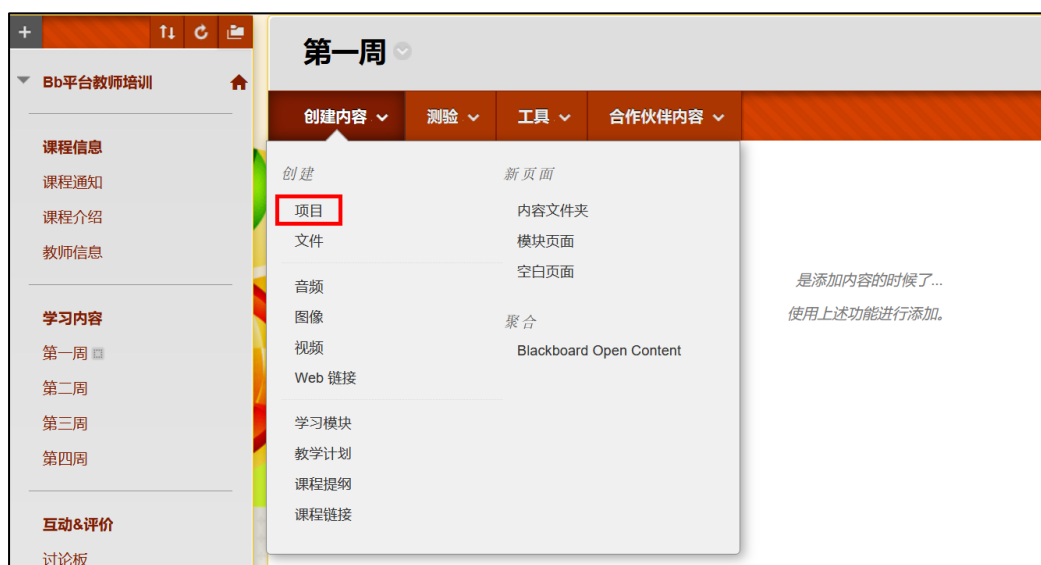 Bb平台教师培训
课程信息
课程通知
课程介绍
教师信息
学习内容
第一周
第二周
第三周
第四周
互动&评价
讨论板
第一周
创建内容 测验 工具 合作伙伴内容
创建
项目
文件
音频
图像
视频
Web 链接
学习模块
教学计划
课程提纲
课程链接
新页面
内容文件夹
模块页面
空白页面
聚合
Blackboard Open Content
是添加内容的时候了...
使用上述功能进行添加。